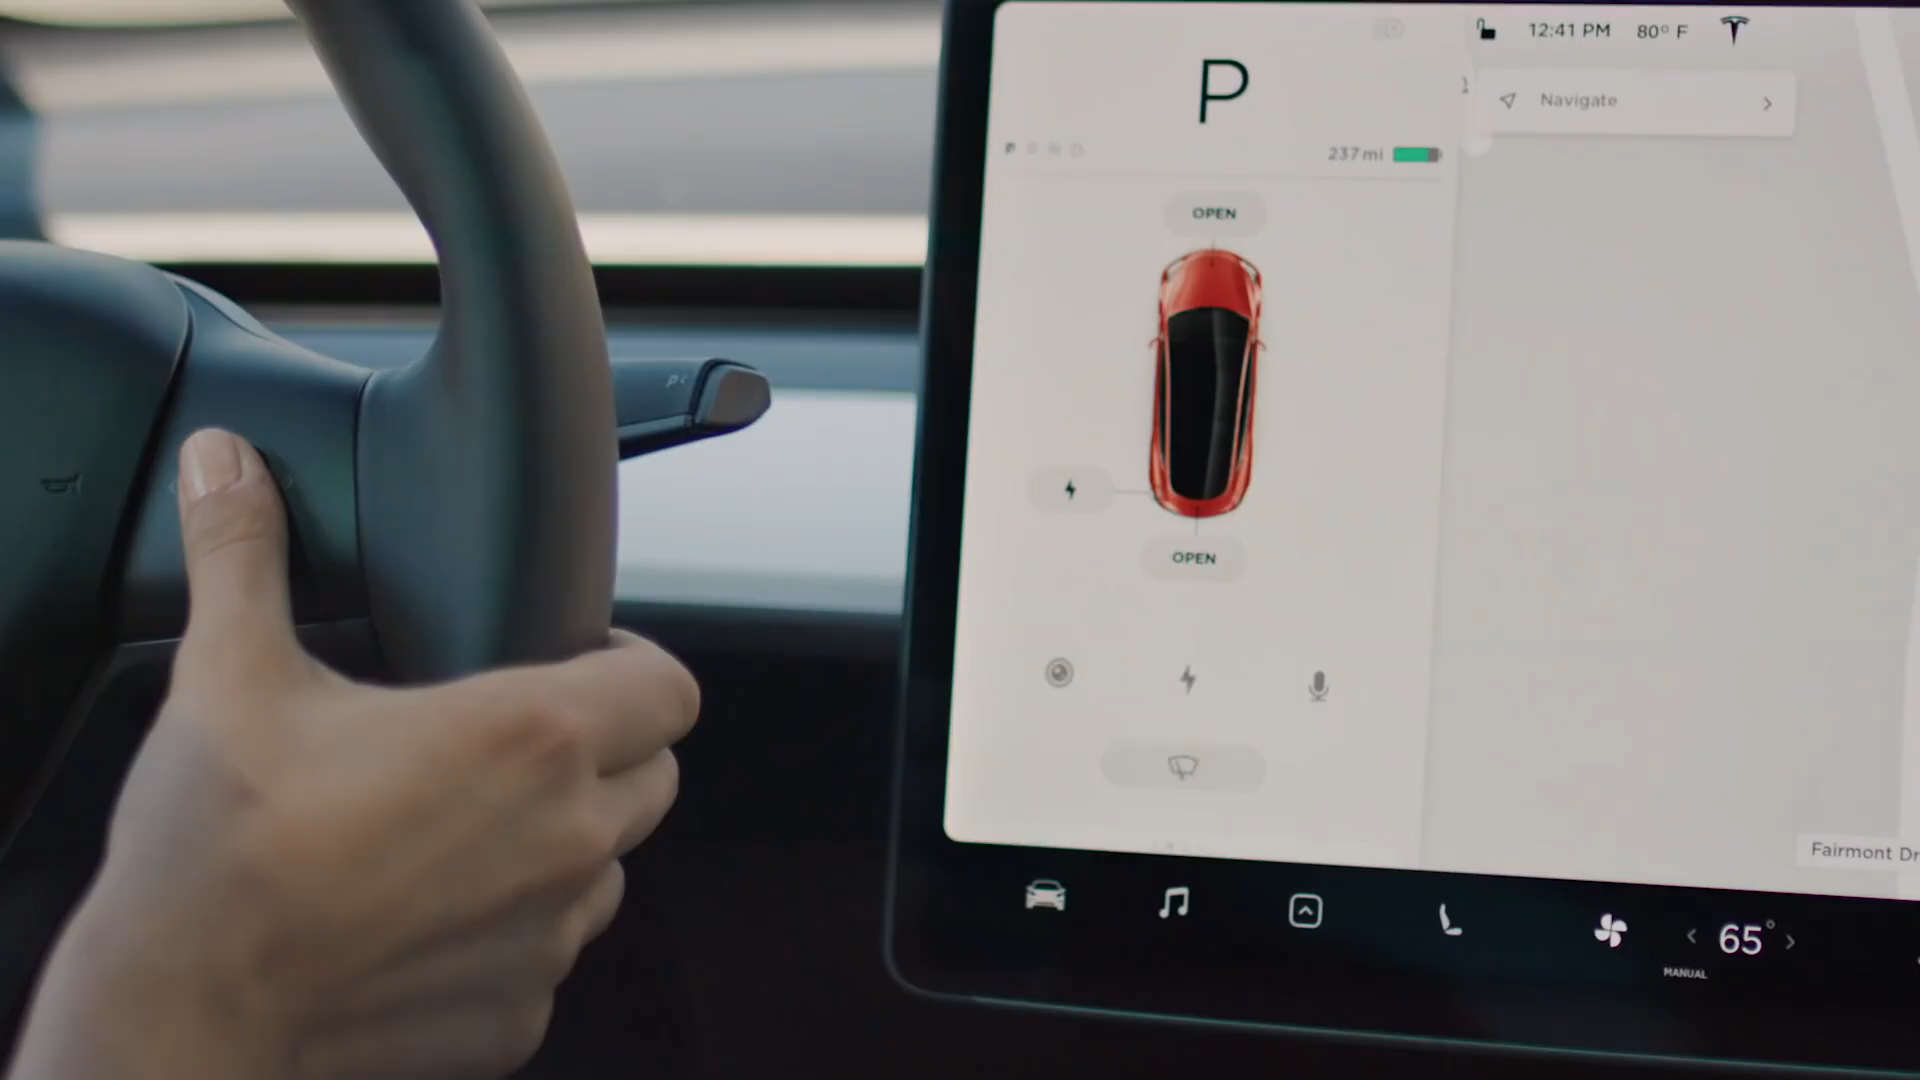 P
12:41 PM 80° F
Navigate
P R N D
237 mi
OPEN
P
OPEN
Fairmont Dr
65°
MANUAL